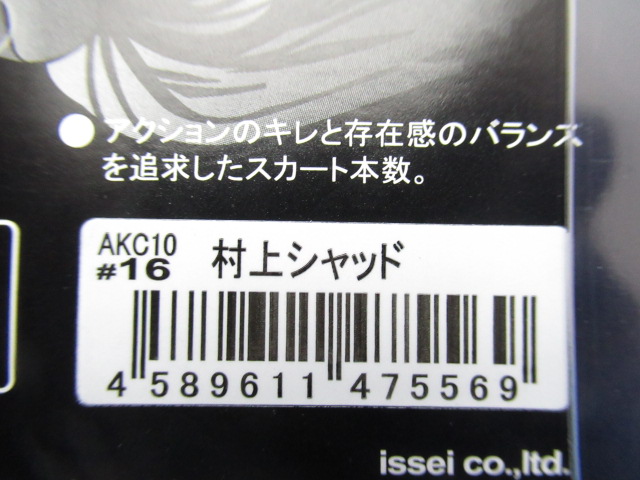 ● アクションのキレと存在感のバランス
を追求したスカート本数。
AKC10
#16 村上シャッド
4 589611 475569
issei co.,ltd.